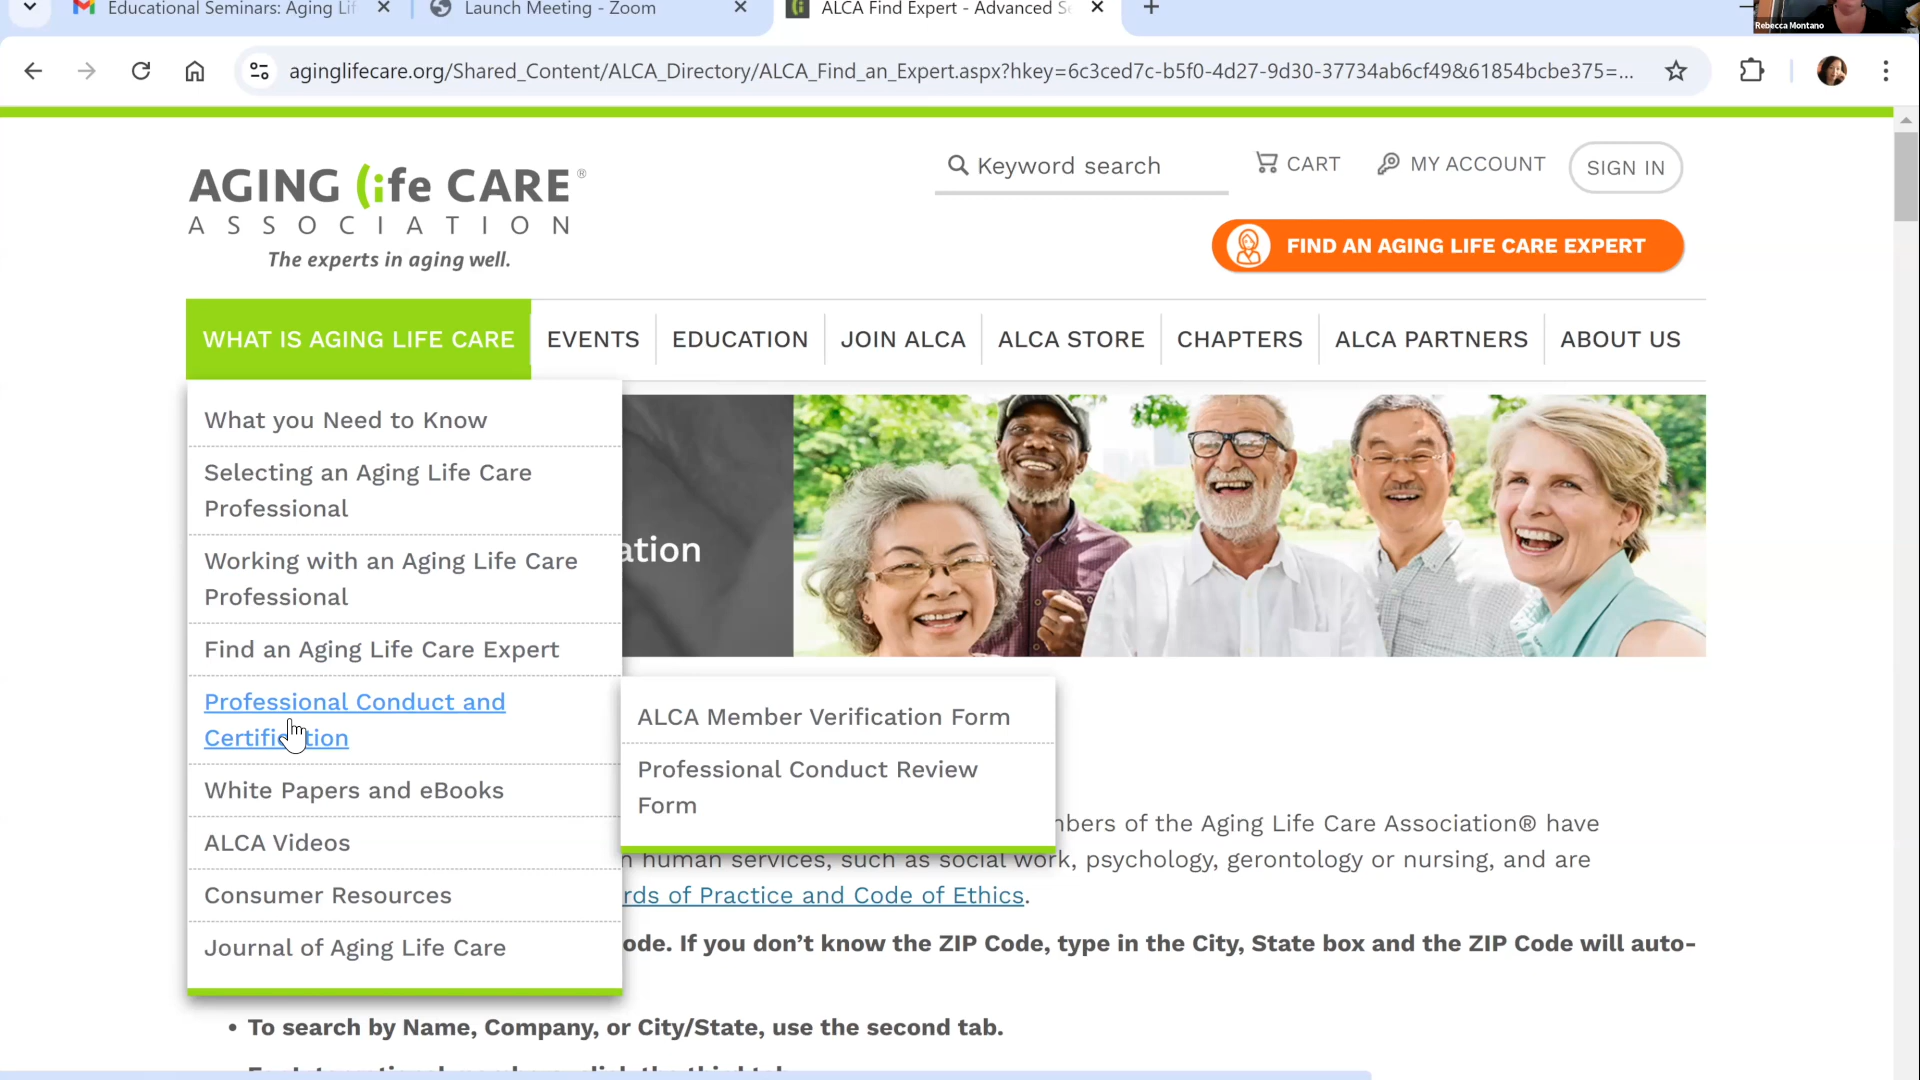 Educational Seminars: Aging Lif
Launch Meeting - Zoom
ALCA Find Expert - Advanced Se
Rebecca Montano
aginglifecare.org/Shared_Content/ALCA_Directory/ALCA_Find_an_Expert.aspx?hkey=6c3ced7c-b5f0-4d27-9d30-37734ab6cf49&61854bcbe375=...
AGING life CARE®
ASSOCIATION
The experts in aging well.
Keyword search
CART
MY ACCOUNT
SIGN IN
FIND AN AGING LIFE CARE EXPERT
WHAT IS AGING LIFE CARE
EVENTS
EDUCATION
JOIN ALCA
ALCA STORE
CHAPTERS
ALCA PARTNERS
ABOUT US
What you Need to Know
Selecting an Aging Life Care
Professional
Working with an Aging Life Care
Professional
Find an Aging Life Care Expert
Professional Conduct and
Certification
White Papers and eBooks
ALCA Videos
Consumer Resources
Journal of Aging Life Care
ation
ALCA Member Verification Form
Professional Conduct Review
Form
nbers of the Aging Life Care Association® have
n human services, such as social work, psychology, gerontology or nursing, and are
rds of Practice and Code of Ethics.
ode. If you don't know the ZIP Code, type in the City, State box and the ZIP Code will auto-
• To search by Name, Company, or City/State, use the second tab.